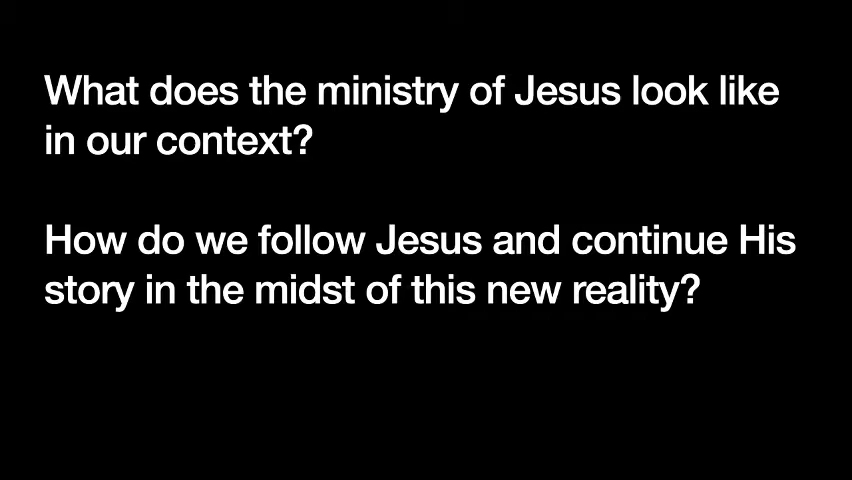 What does the ministry of Jesus look like
in our context?
How do we follow Jesus and continue His
story in the midst of this new reality?